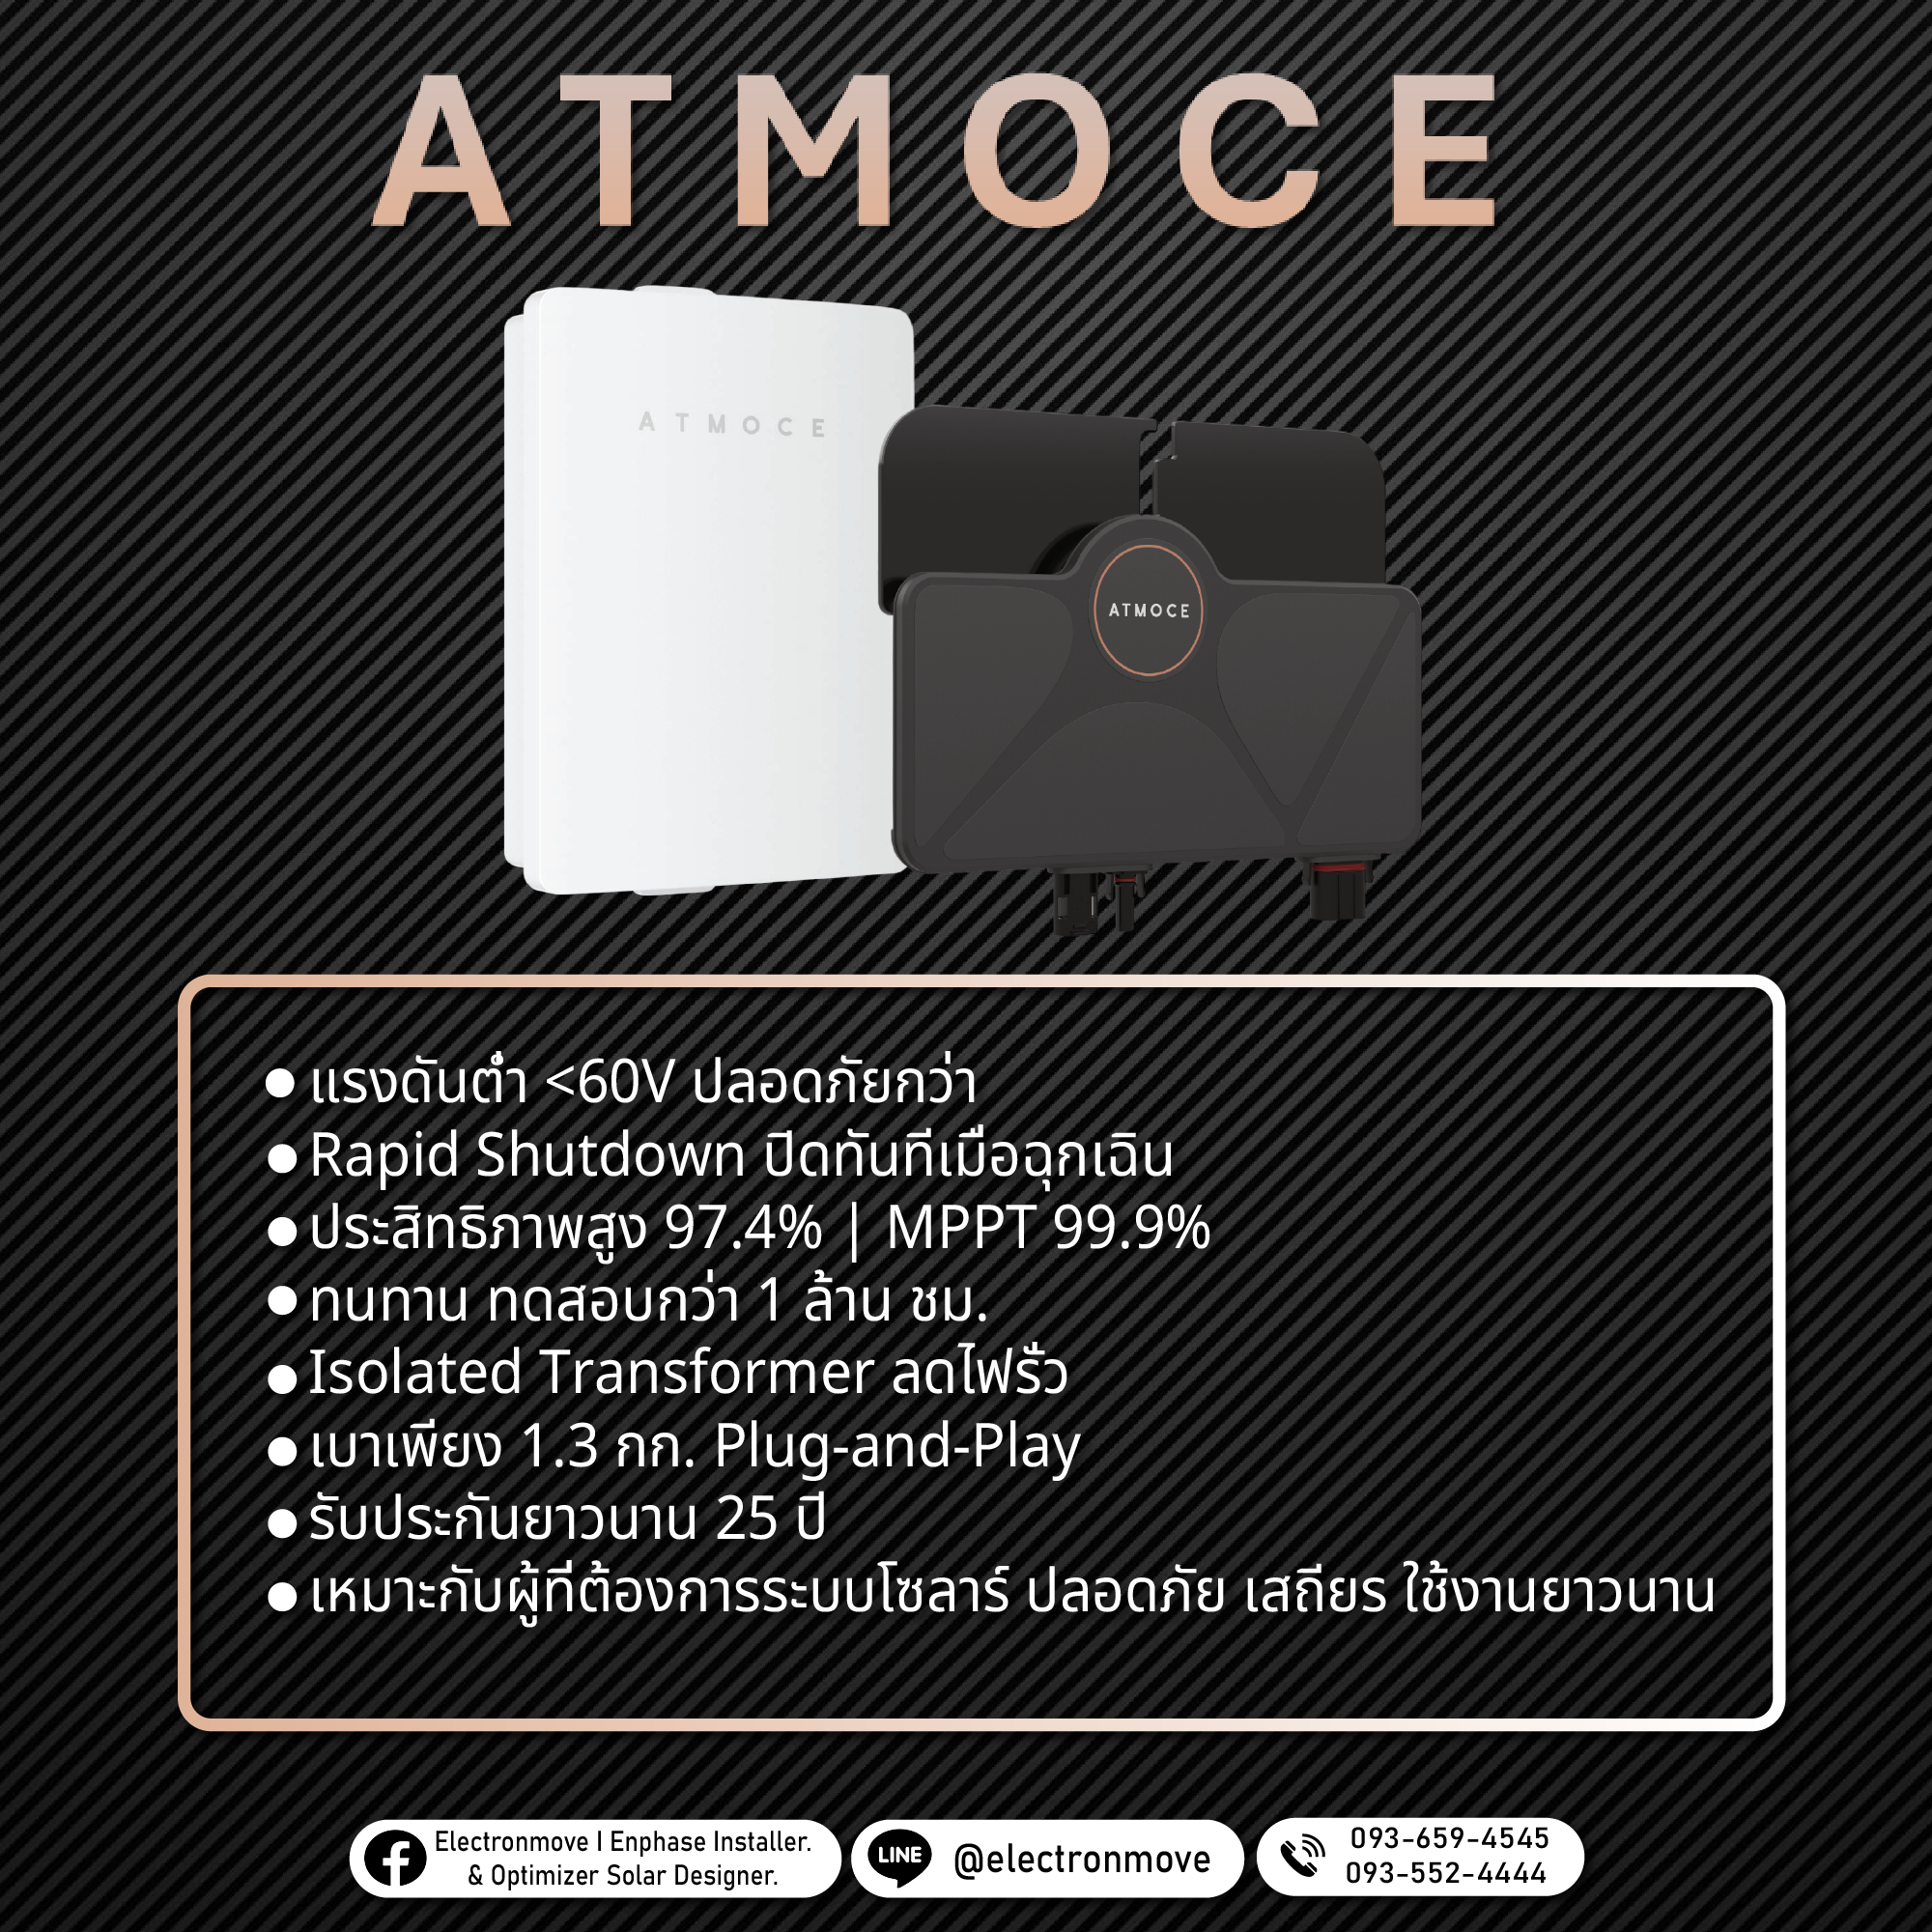 ATMOCE
ATMOCE
ATMOCE
แรงดันต่ำ <60V ปลอดภัยกว่า
Rapid Shutdown ปิดทันทีเมื่อฉุกเฉิน
ประสิทธิภาพสูง 97.4% | MPPT 99.9%
ทนทาน ทดสอบกว่า 1 ล้าน ชม.
Isolated Transformer ลดไฟรั่ว
เบาเพียง 1.3 กก. Plug-and-Play
รับประกันยาวนาน 25 ปี
เหมาะกับผู้ที่ต้องการระบบโซลาร์ ปลอดภัย เสถียร ใช้งานยาวนาน
Electronmove I Enphase Installer.
& Optimizer Solar Designer.
LINE
@electronmove
093-659-4545
093-552-4444